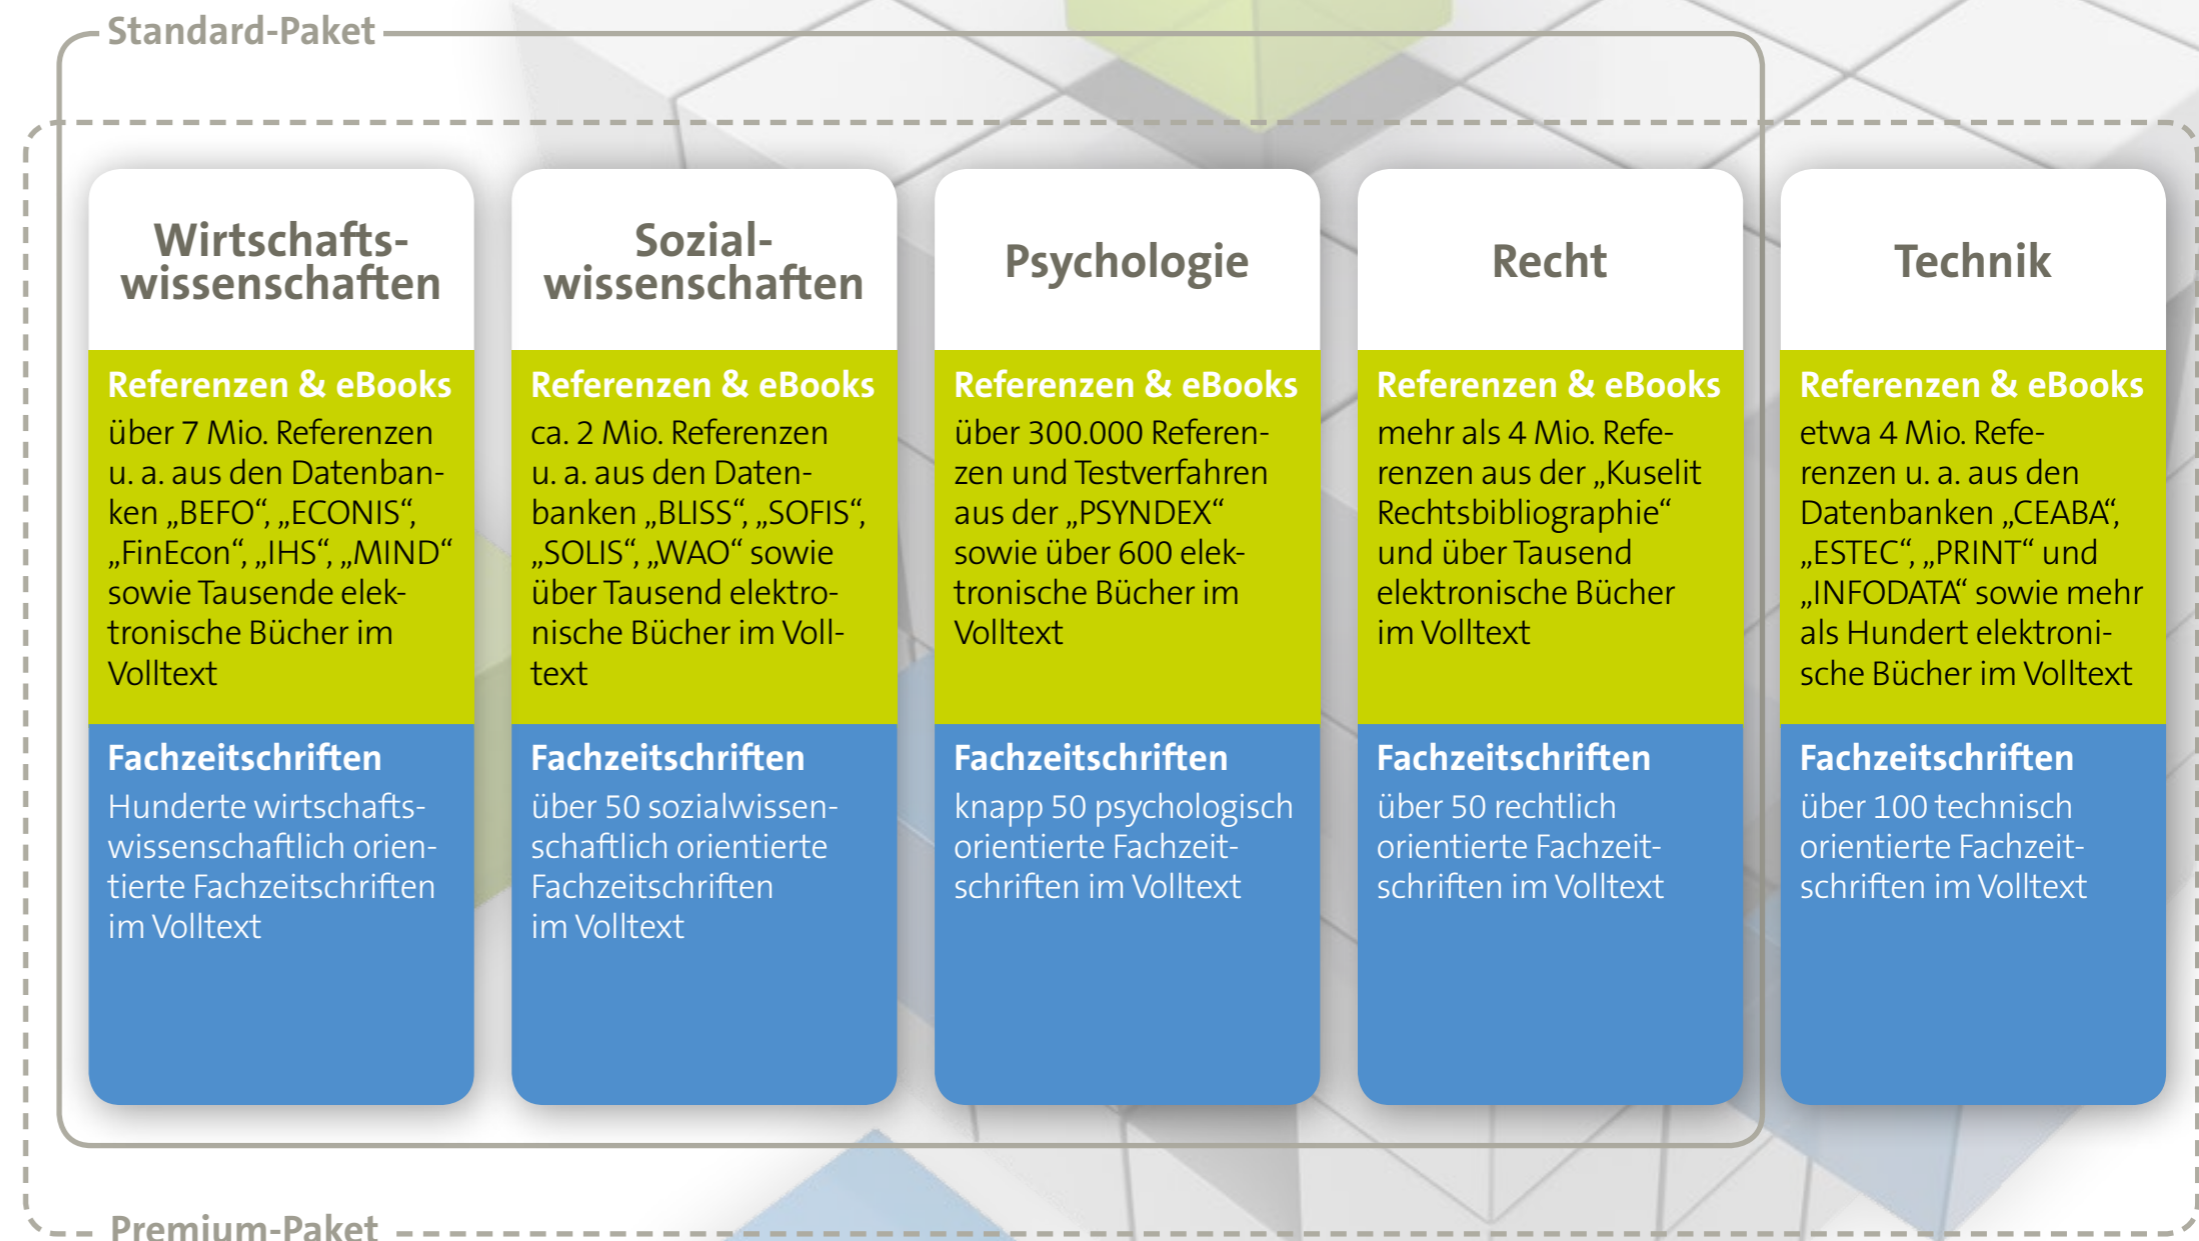 Standard-Paket
Wirtschafts-
wissenschaften
Referenzen & eBooks
über 7 Mio. Referenzen
u. a. aus den Datenban-
ken „BEFO“, „ECONIS“,
„FinEcon“, „IHS“, „MIND“
sowie Tausende elek-
tronische Bücher im
Volltext
Fachzeitschriften
Hunderte wirtschafts-
wissenschaftlich orien-
tierte Fachzeitschriften
im Volltext
Sozial-
wissenschaften
Referenzen & eBooks
ca. 2 Mio. Referenzen
u. a. aus den Daten-
banken „BLISS“, „SOFIS“,
„SOLIS“, „WAO“ sowie
über Tausend elektro-
nische Bücher im Voll-
text
Fachzeitschriften
über 50 sozialwissen-
schaftlich orientierte
Fachzeitschriften
im Volltext
Psychologie
Referenzen & eBooks
über 300.000 Referen-
zen und Testverfahren
aus der „PSYNDEX“
sowie über 600 elek-
tronische Bücher im
Volltext
Fachzeitschriften
knapp 50 psychologisch
orientierte Fachzeit-
schriften im Volltext
Recht
Referenzen & eBooks
mehr als 4 Mio. Refe-
renzen aus der „Kuselit
Rechtsbibliographie“
und über Tausend
elektronische Bücher
im Volltext
Fachzeitschriften
über 50 rechtlich
orientierte Fachzeit-
schriften im Volltext
Technik
Referenzen & eBooks
etwa 4 Mio. Refe-
renzen u. a. aus den
Datenbanken „CEABA“,
„ESTEC“, „PRINT“ und
„INFODATA“ sowie mehr
als Hundert elektroni-
sche Bücher im Volltext
Fachzeitschriften
über 100 technisch
orientierte Fachzeit-
schriften im Volltext
Premium-Paket